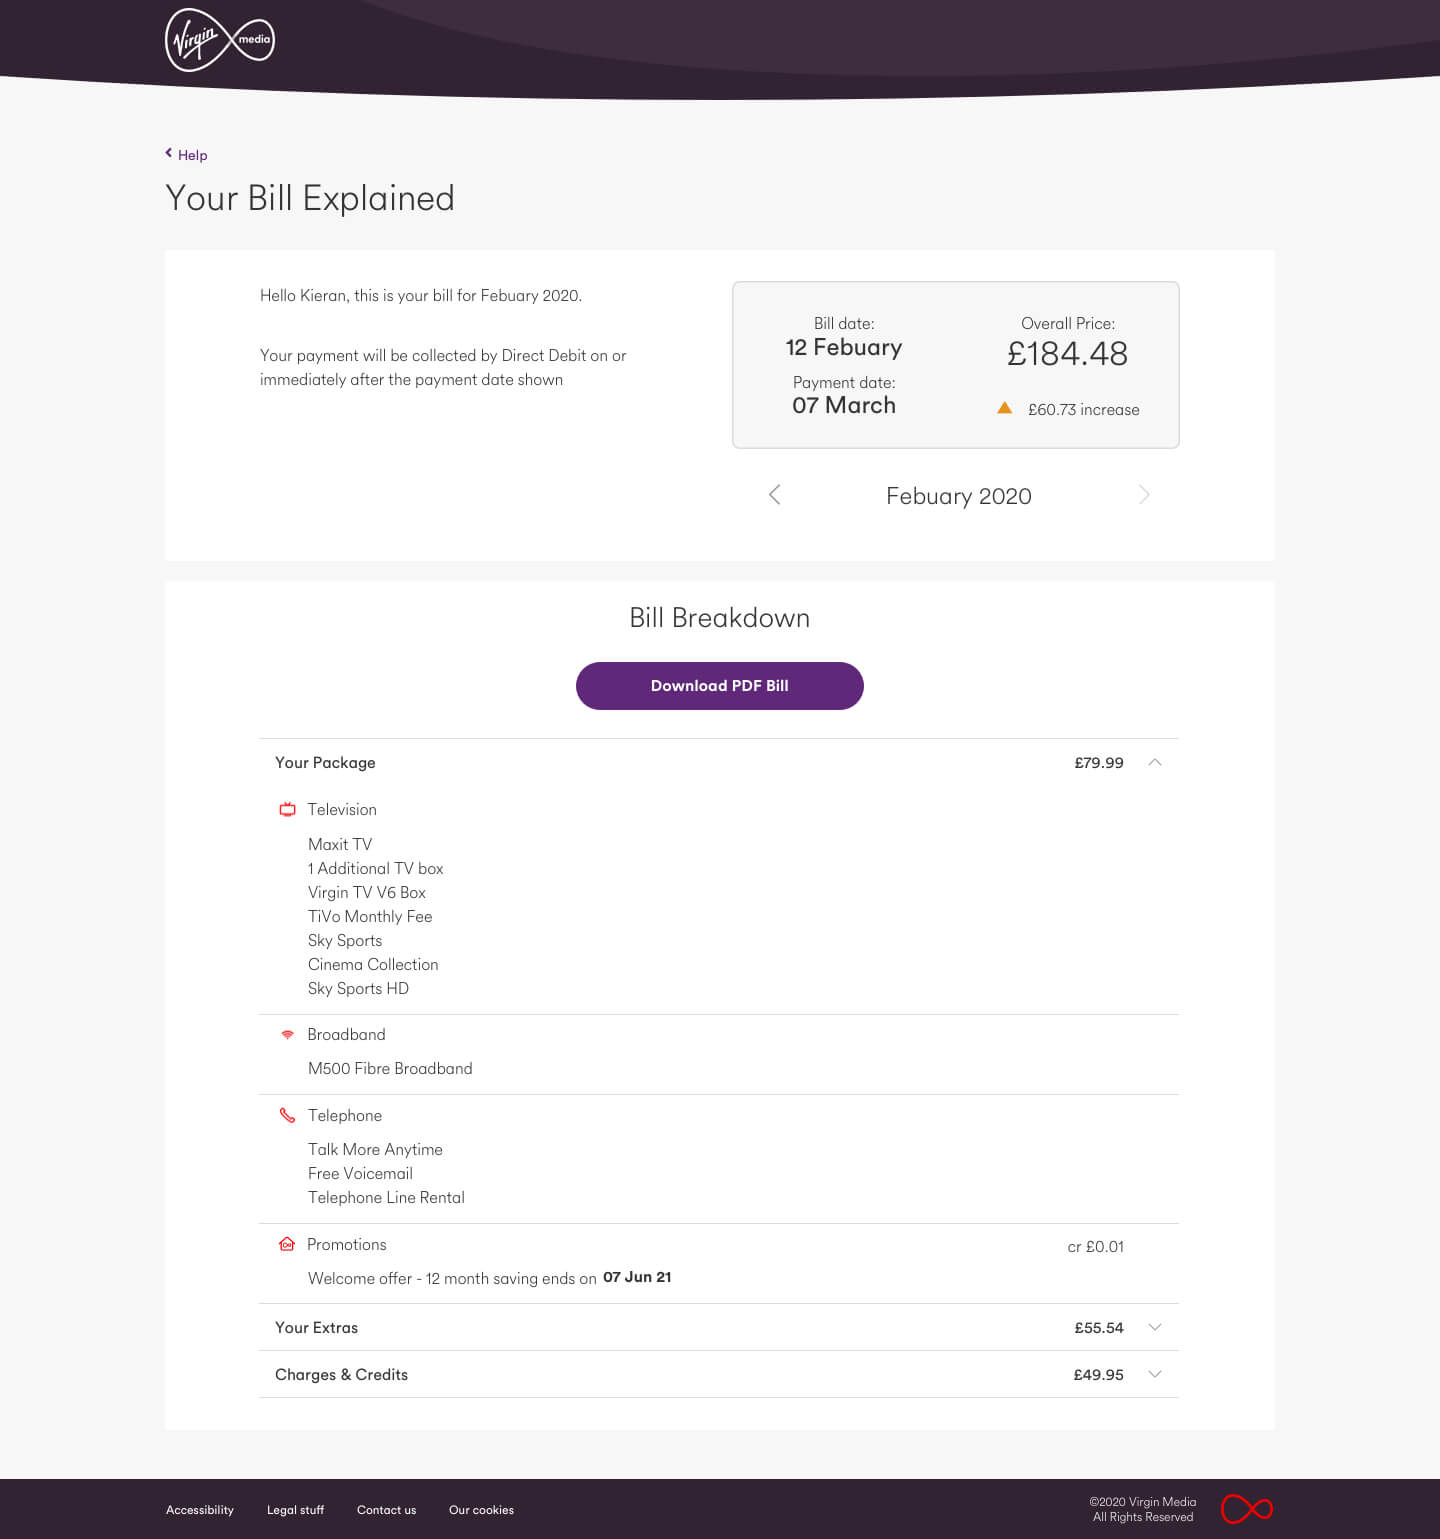 Virgin media
Help
Your Bill Explained
Hello Kieran, this is your bill for Febuary 2020.
Your payment will be collected by Direct Debit on or
immediately after the payment date shown
Bill date:
12 Febuary
Payment date:
07 March
Overall Price:
£184.48
£60.73 increase
Febuary 2020
Bill Breakdown
Download PDF Bill
Your Package £79.99
Television
Maxit TV
1 Additional TV box
Virgin TV V6 Box
TiVo Monthly Fee
Sky Sports
Cinema Collection
Sky Sports HD
Broadband
M500 Fibre Broadband
Telephone
Talk More Anytime
Free Voicemail
Telephone Line Rental
Promotions cr £0.01
Welcome offer - 12 month saving ends on 07 Jun 21
Your Extras £55.54
Charges & Credits £49.95
Accessibility Legal stuff Contact us Our cookies
©2020 Virgin Media
All Rights Reserved